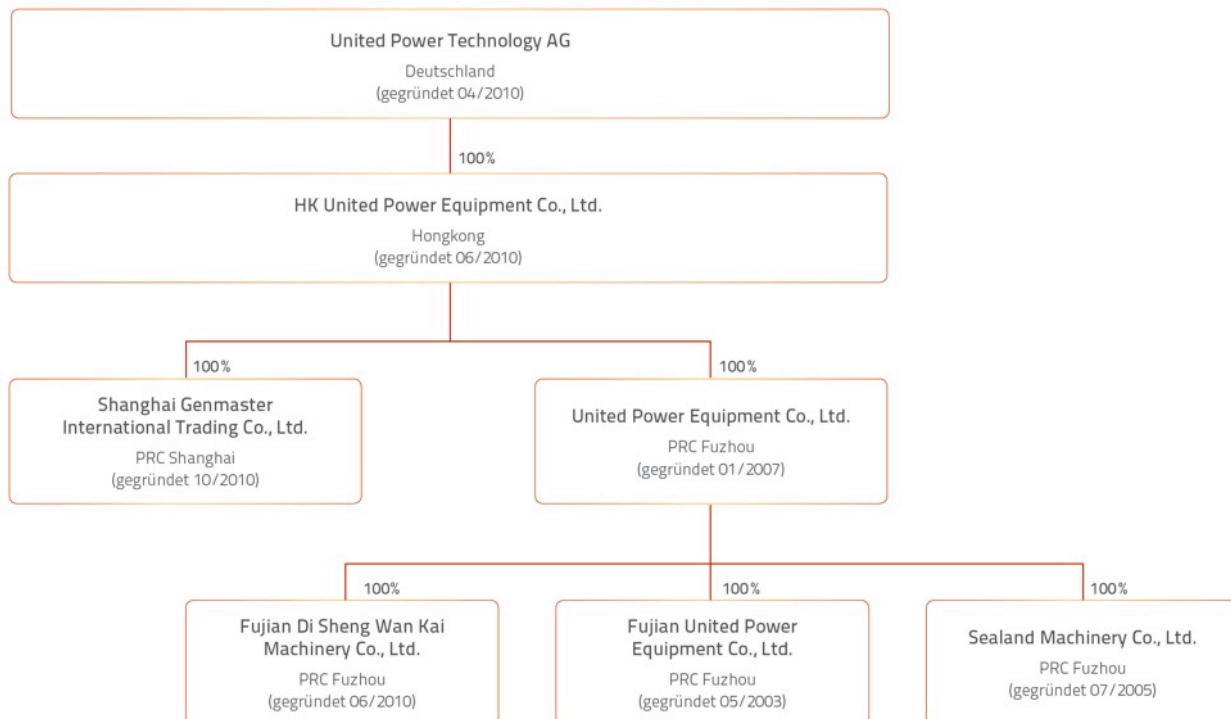 United Power Technology AG
Deutschland
(gegründet 04/2010)
100%
HK United Power Equipment Co., Ltd.
Hongkong
(gegründet 06/2010)
100%
100%
Shanghai Genmaster
International Trading Co., Ltd.
PRC Shanghai
(gegründet 10/2010)
United Power Equipment Co., Ltd.
PRC Fuzhou
(gegründet 01/2007)
100%
100%
100%
Fujian Di Sheng Wan Kai
Machinery Co., Ltd.
PRC Fuzhou
(gegründet 06/2010)
Fujian United Power
Equipment Co., Ltd.
PRC Fuzhou
(gegründet 05/2003)
Sealand Machinery Co., Ltd.
PRC Fuzhou
(gegründet 07/2005)